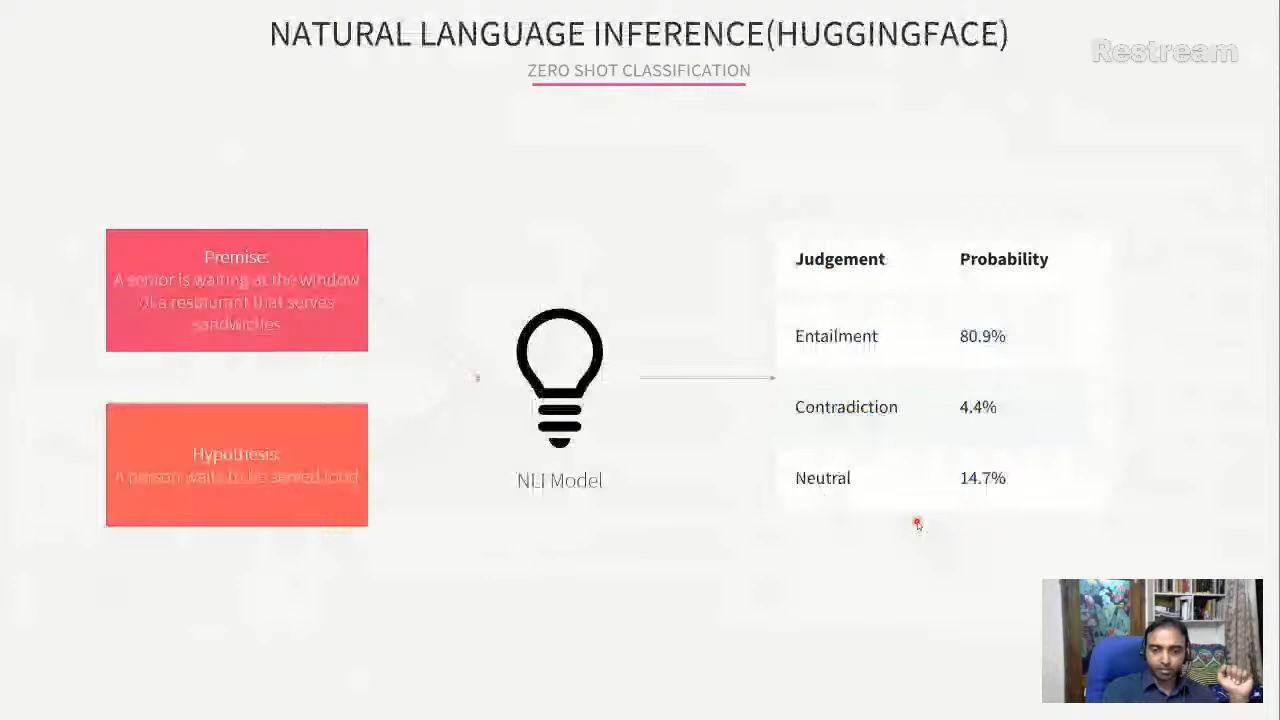 NATURAL LANGUAGE INFERENCE(HUGGINGFACE)
Restream
ZERO SHOT CLASSIFICATION
Premise:
A senior is waiting at the window
of a restaurant that serves
sandwiches
Hypothesis:
A person waits to be served food
NLI Model
Judgement Probability
Entailment 80.9%
Contradiction 4.4%
Neutral 14.7%